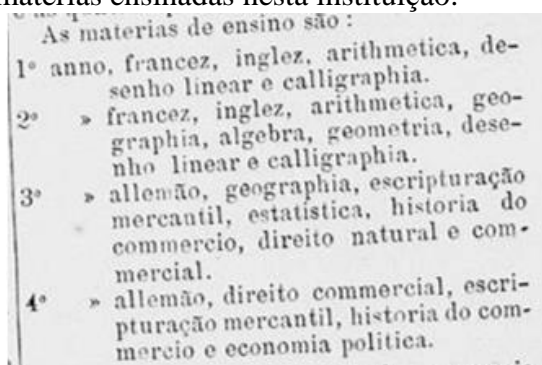 materias ensinadas nesta instituição:
As materias de ensino são :
1º anno, francez, inglez, arithmetica, de-
senho linear e calligraphia.
2º » francez, inglez, arithmetica, geo-
graphia, algebra, geometria, dese-
nho linear e calligraphia.
3º » allemão, geographia, escripturação
mercantil, estatistica, historia do
commercio, direito natural e com-
mercial.
4º » allemão, direito commercial, escri-
pturação mercantil, historia do com-
mercio e economia politica.